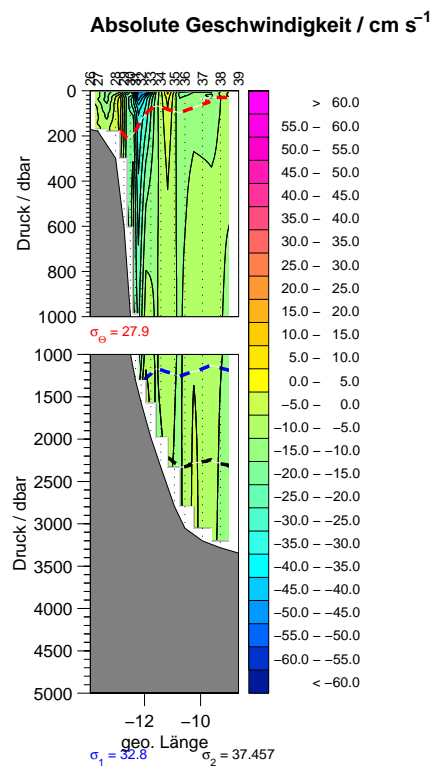 Absolute Geschwindigkeit / cm s⁻¹
26 27 28 29 30 31 32 33 34 35 36 37 38 39
0
200
400
600
800
1000
Druck / dbar
σ_Θ = 27.9
1000
1500
2000
2500
3000
3500
4000
4500
5000
Druck / dbar
−12 −10
geo. Länge
σ₁ = 32.8 σ₂ = 37.457
> 60.0
55.0 − 60.0
50.0 − 55.0
45.0 − 50.0
40.0 − 45.0
35.0 − 40.0
30.0 − 35.0
25.0 − 30.0
20.0 − 25.0
15.0 − 20.0
10.0 − 15.0
5.0 − 10.0
0.0 − 5.0
−5.0 − 0.0
−10.0 − −5.0
−15.0 − −10.0
−20.0 − −15.0
−25.0 − −20.0
−30.0 − −25.0
−35.0 − −30.0
−40.0 − −35.0
−45.0 − −40.0
−50.0 − −45.0
−55.0 − −50.0
−60.0 − −55.0
< −60.0